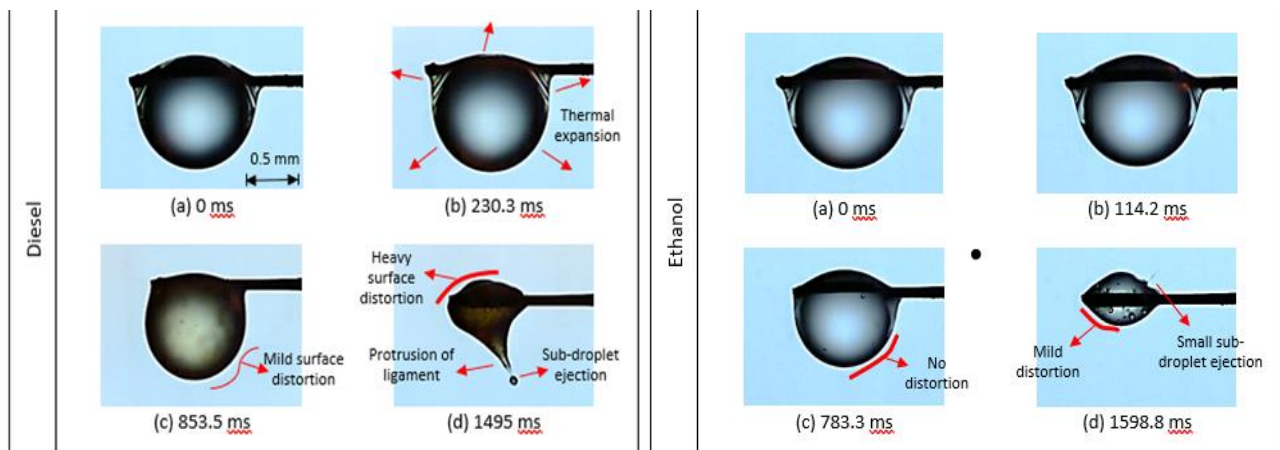 Diesel
Thermal
expansion
0.5 mm
(a) 0 ms
(b) 230.3 ms
Heavy
surface
distortion
Mild surface
distortion
Protrusion of
ligament
Sub-droplet
ejection
(c) 853.5 ms
(d) 1495 ms
Ethanol
(a) 0 ms
(b) 114.2 ms
No
distortion
Mild
distortion
Small sub-
droplet ejection
(c) 783.3 ms
(d) 1598.8 ms